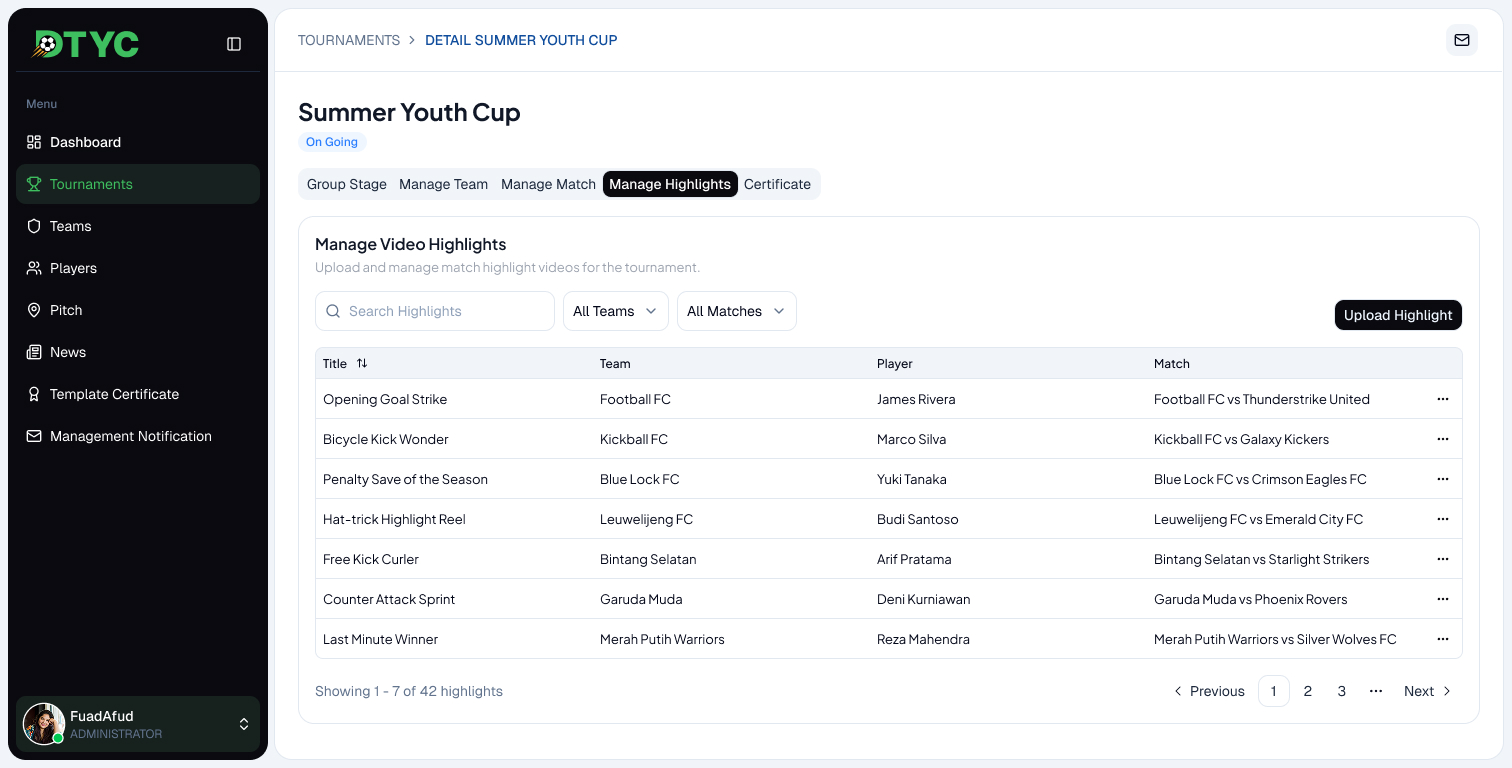 DTYC
TOURNAMENTS > DETAIL SUMMER YOUTH CUP
Menu
Dashboard
Tournaments
Teams
Players
Pitch
News
Template Certificate
Management Notification
FuadAfud
ADMINISTRATOR
Summer Youth Cup
On Going
Group Stage Manage Team Manage Match Manage Highlights Certificate
Manage Video Highlights
Upload and manage match highlight videos for the tournament.
Search Highlights All Teams All Matches Upload Highlight
Title Team Player Match
Opening Goal Strike Football FC James Rivera Football FC vs Thunderstrike United ...
Bicycle Kick Wonder Kickball FC Marco Silva Kickball FC vs Galaxy Kickers ...
Penalty Save of the Season Blue Lock FC Yuki Tanaka Blue Lock FC vs Crimson Eagles FC ...
Hat-trick Highlight Reel Leuwelijeng FC Budi Santoso Leuwelijeng FC vs Emerald City FC ...
Free Kick Curler Bintang Selatan Arif Pratama Bintang Selatan vs Starlight Strikers ...
Counter Attack Sprint Garuda Muda Deni Kurniawan Garuda Muda vs Phoenix Rovers ...
Last Minute Winner Merah Putih Warriors Reza Mahendra Merah Putih Warriors vs Silver Wolves FC ...
Showing 1 - 7 of 42 highlights < Previous 1 2 3 ... Next >